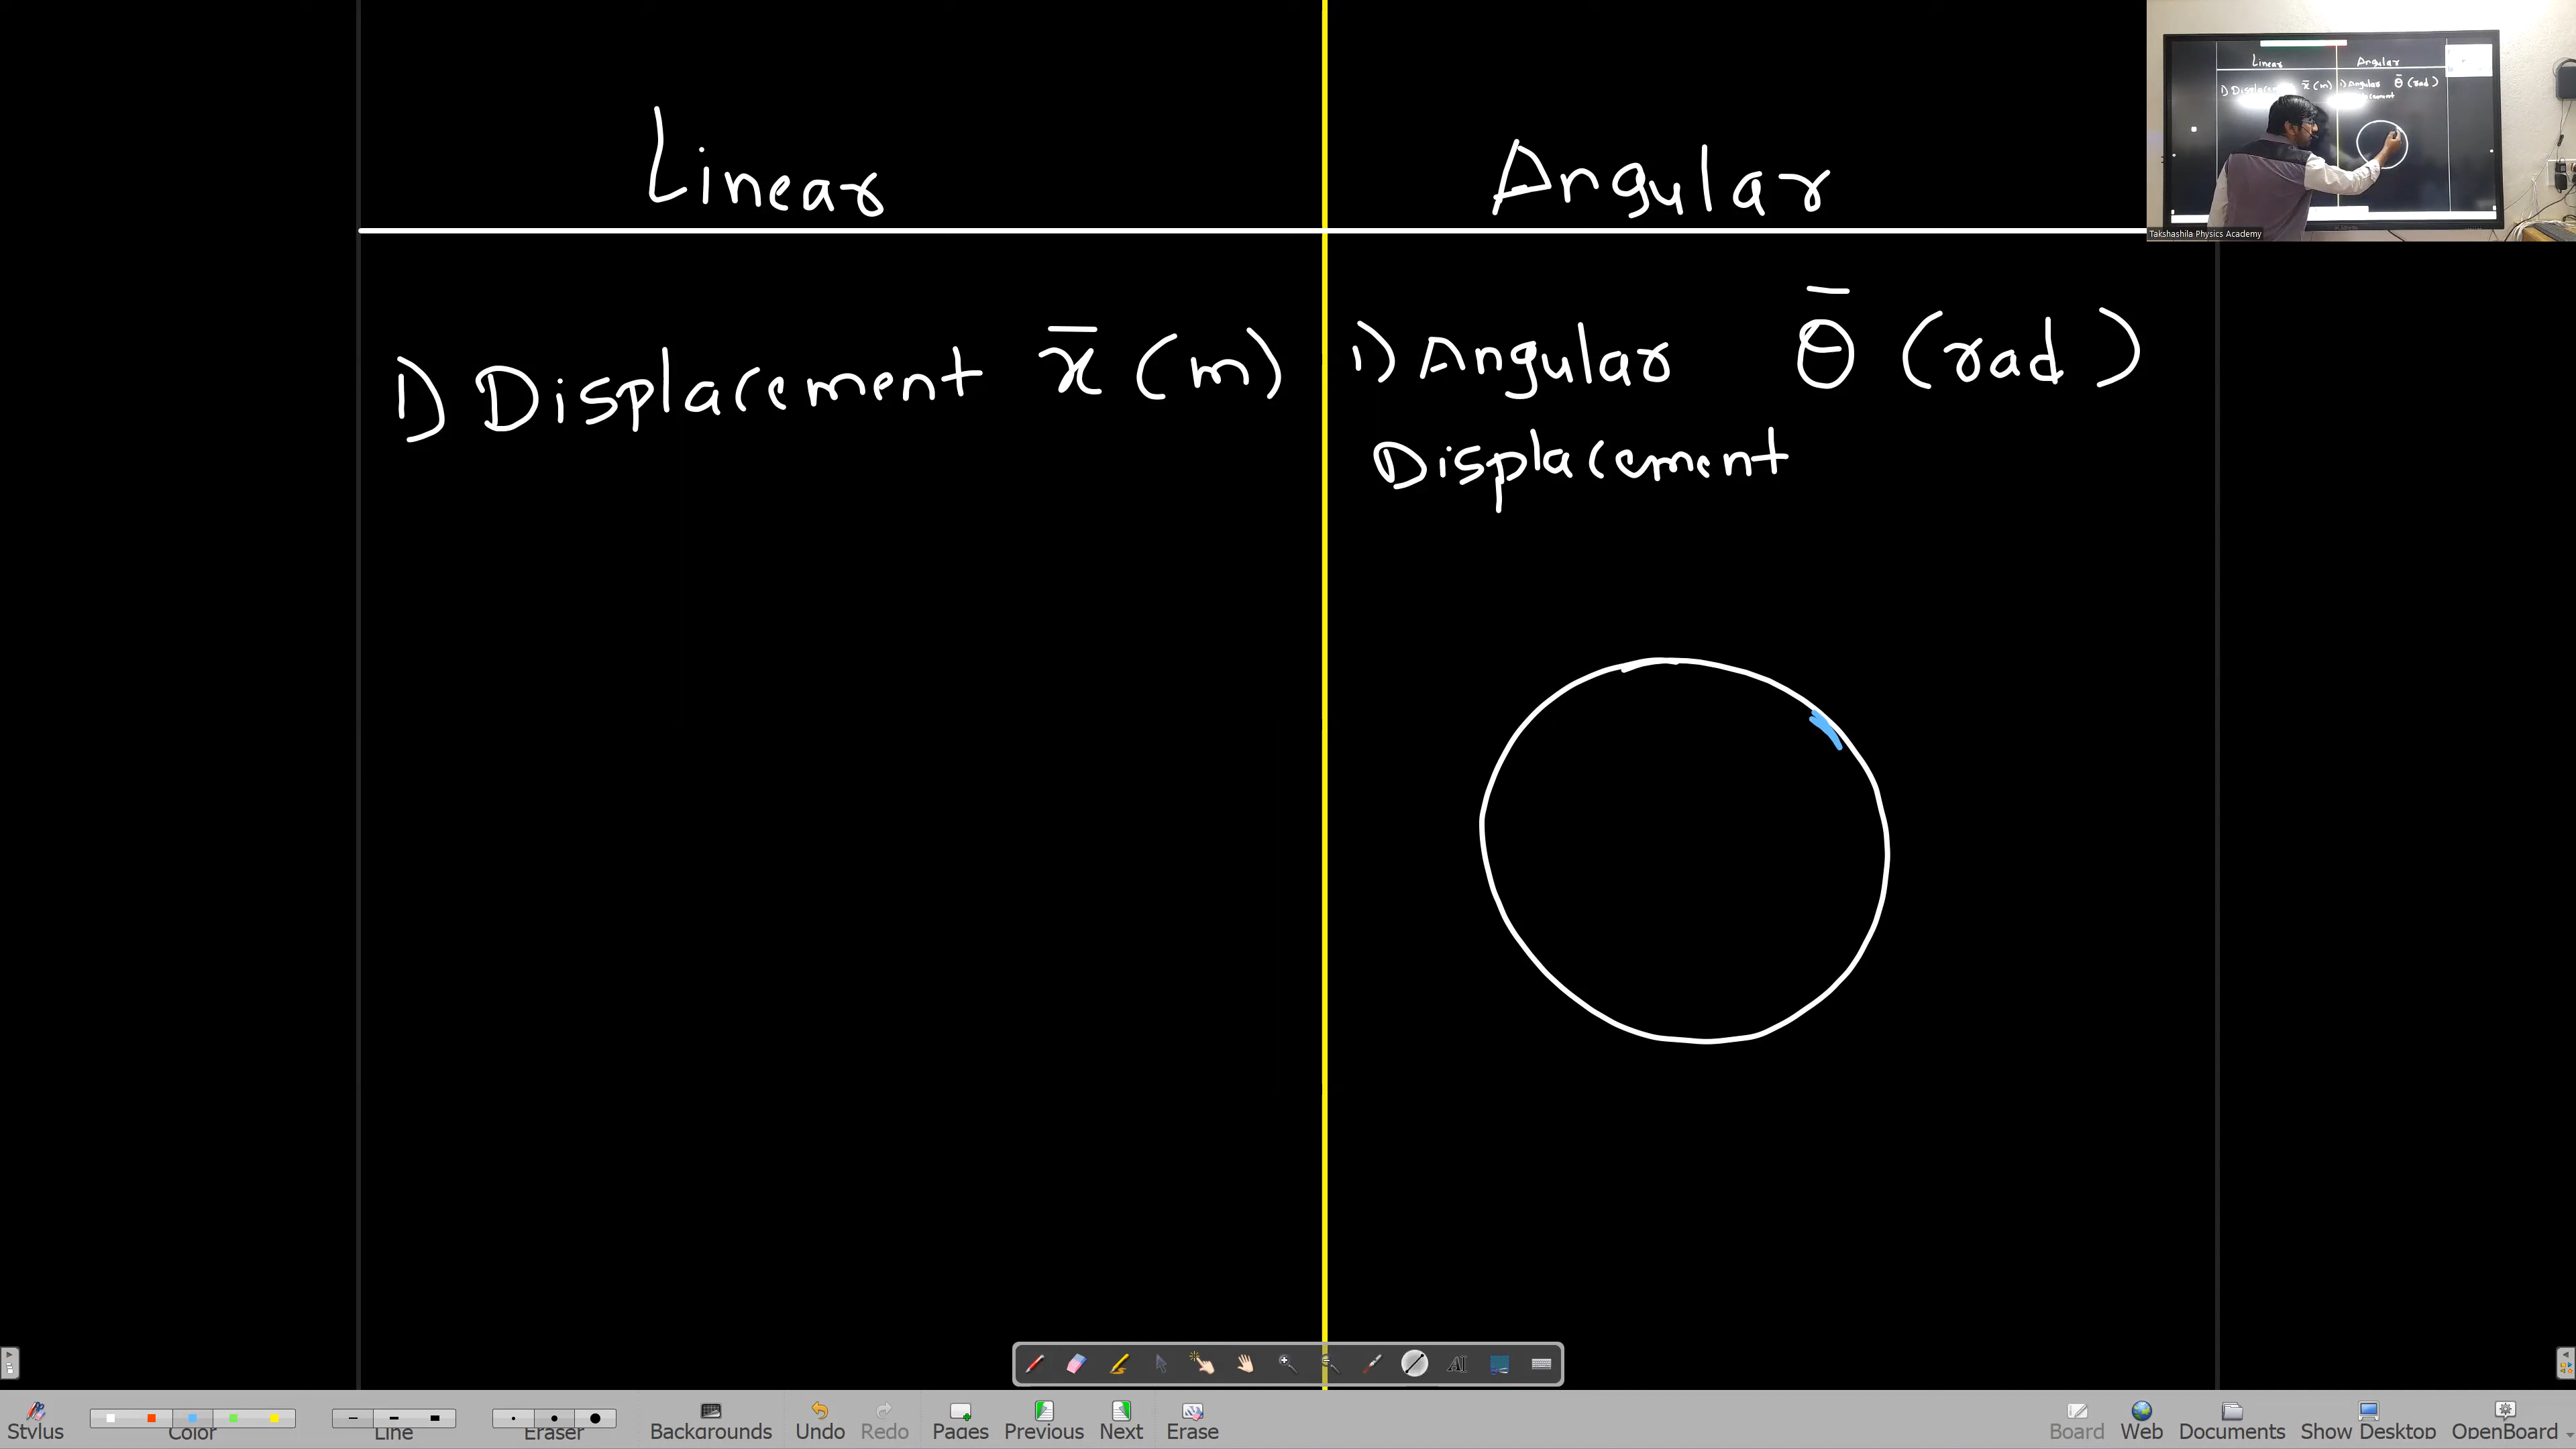 Linear
Angular
Takshashila Physics Academy
1) Displacement x̄ (m)
1) Angular θ̄ (rad)
Displacement
Stylus
Color
Line
Eraser
Backgrounds
Undo
Redo
Pages
Previous
Next
Erase
Board
Web
Documents
Show Desktop
OpenBoard